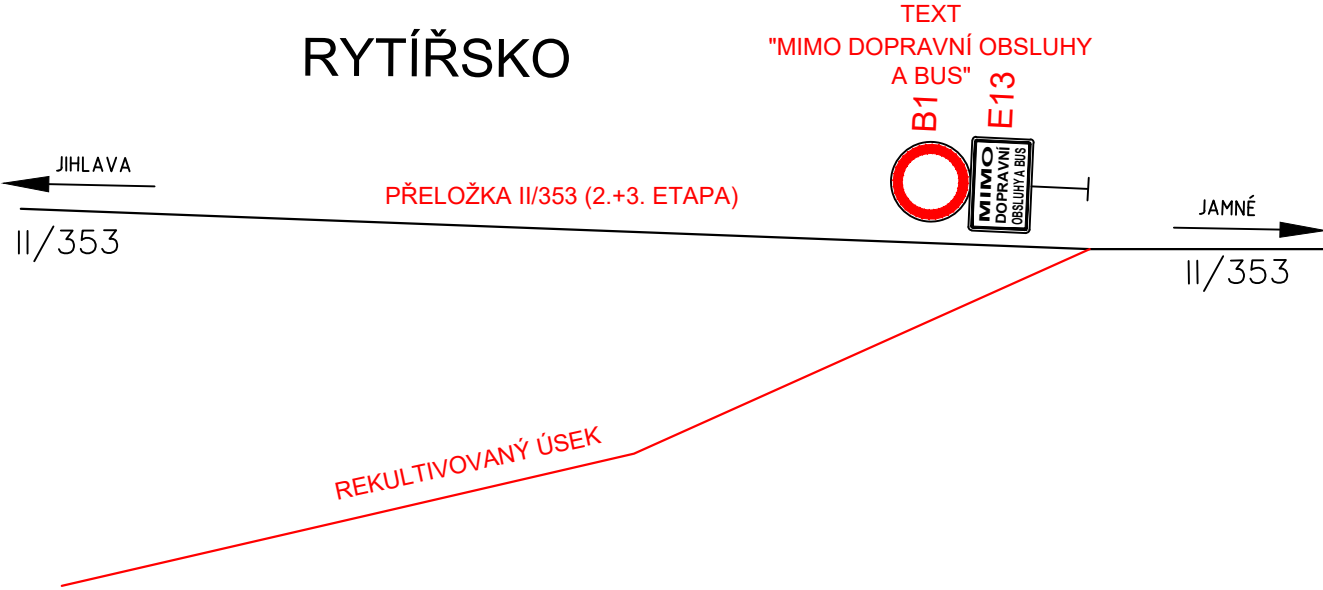 TEXT
"MIMO DOPRAVNÍ OBSLUHY
A BUS"
RYTÍŘSKO
B1
E13
MIMO
DOPRAVNÍ
OBSLUHY A BUS
JIHLAVA
PŘELOŽKA II/353 (2.+3. ETAPA)
JAMNÉ
II/353
II/353
REKULTIVOVANÝ ÚSEK